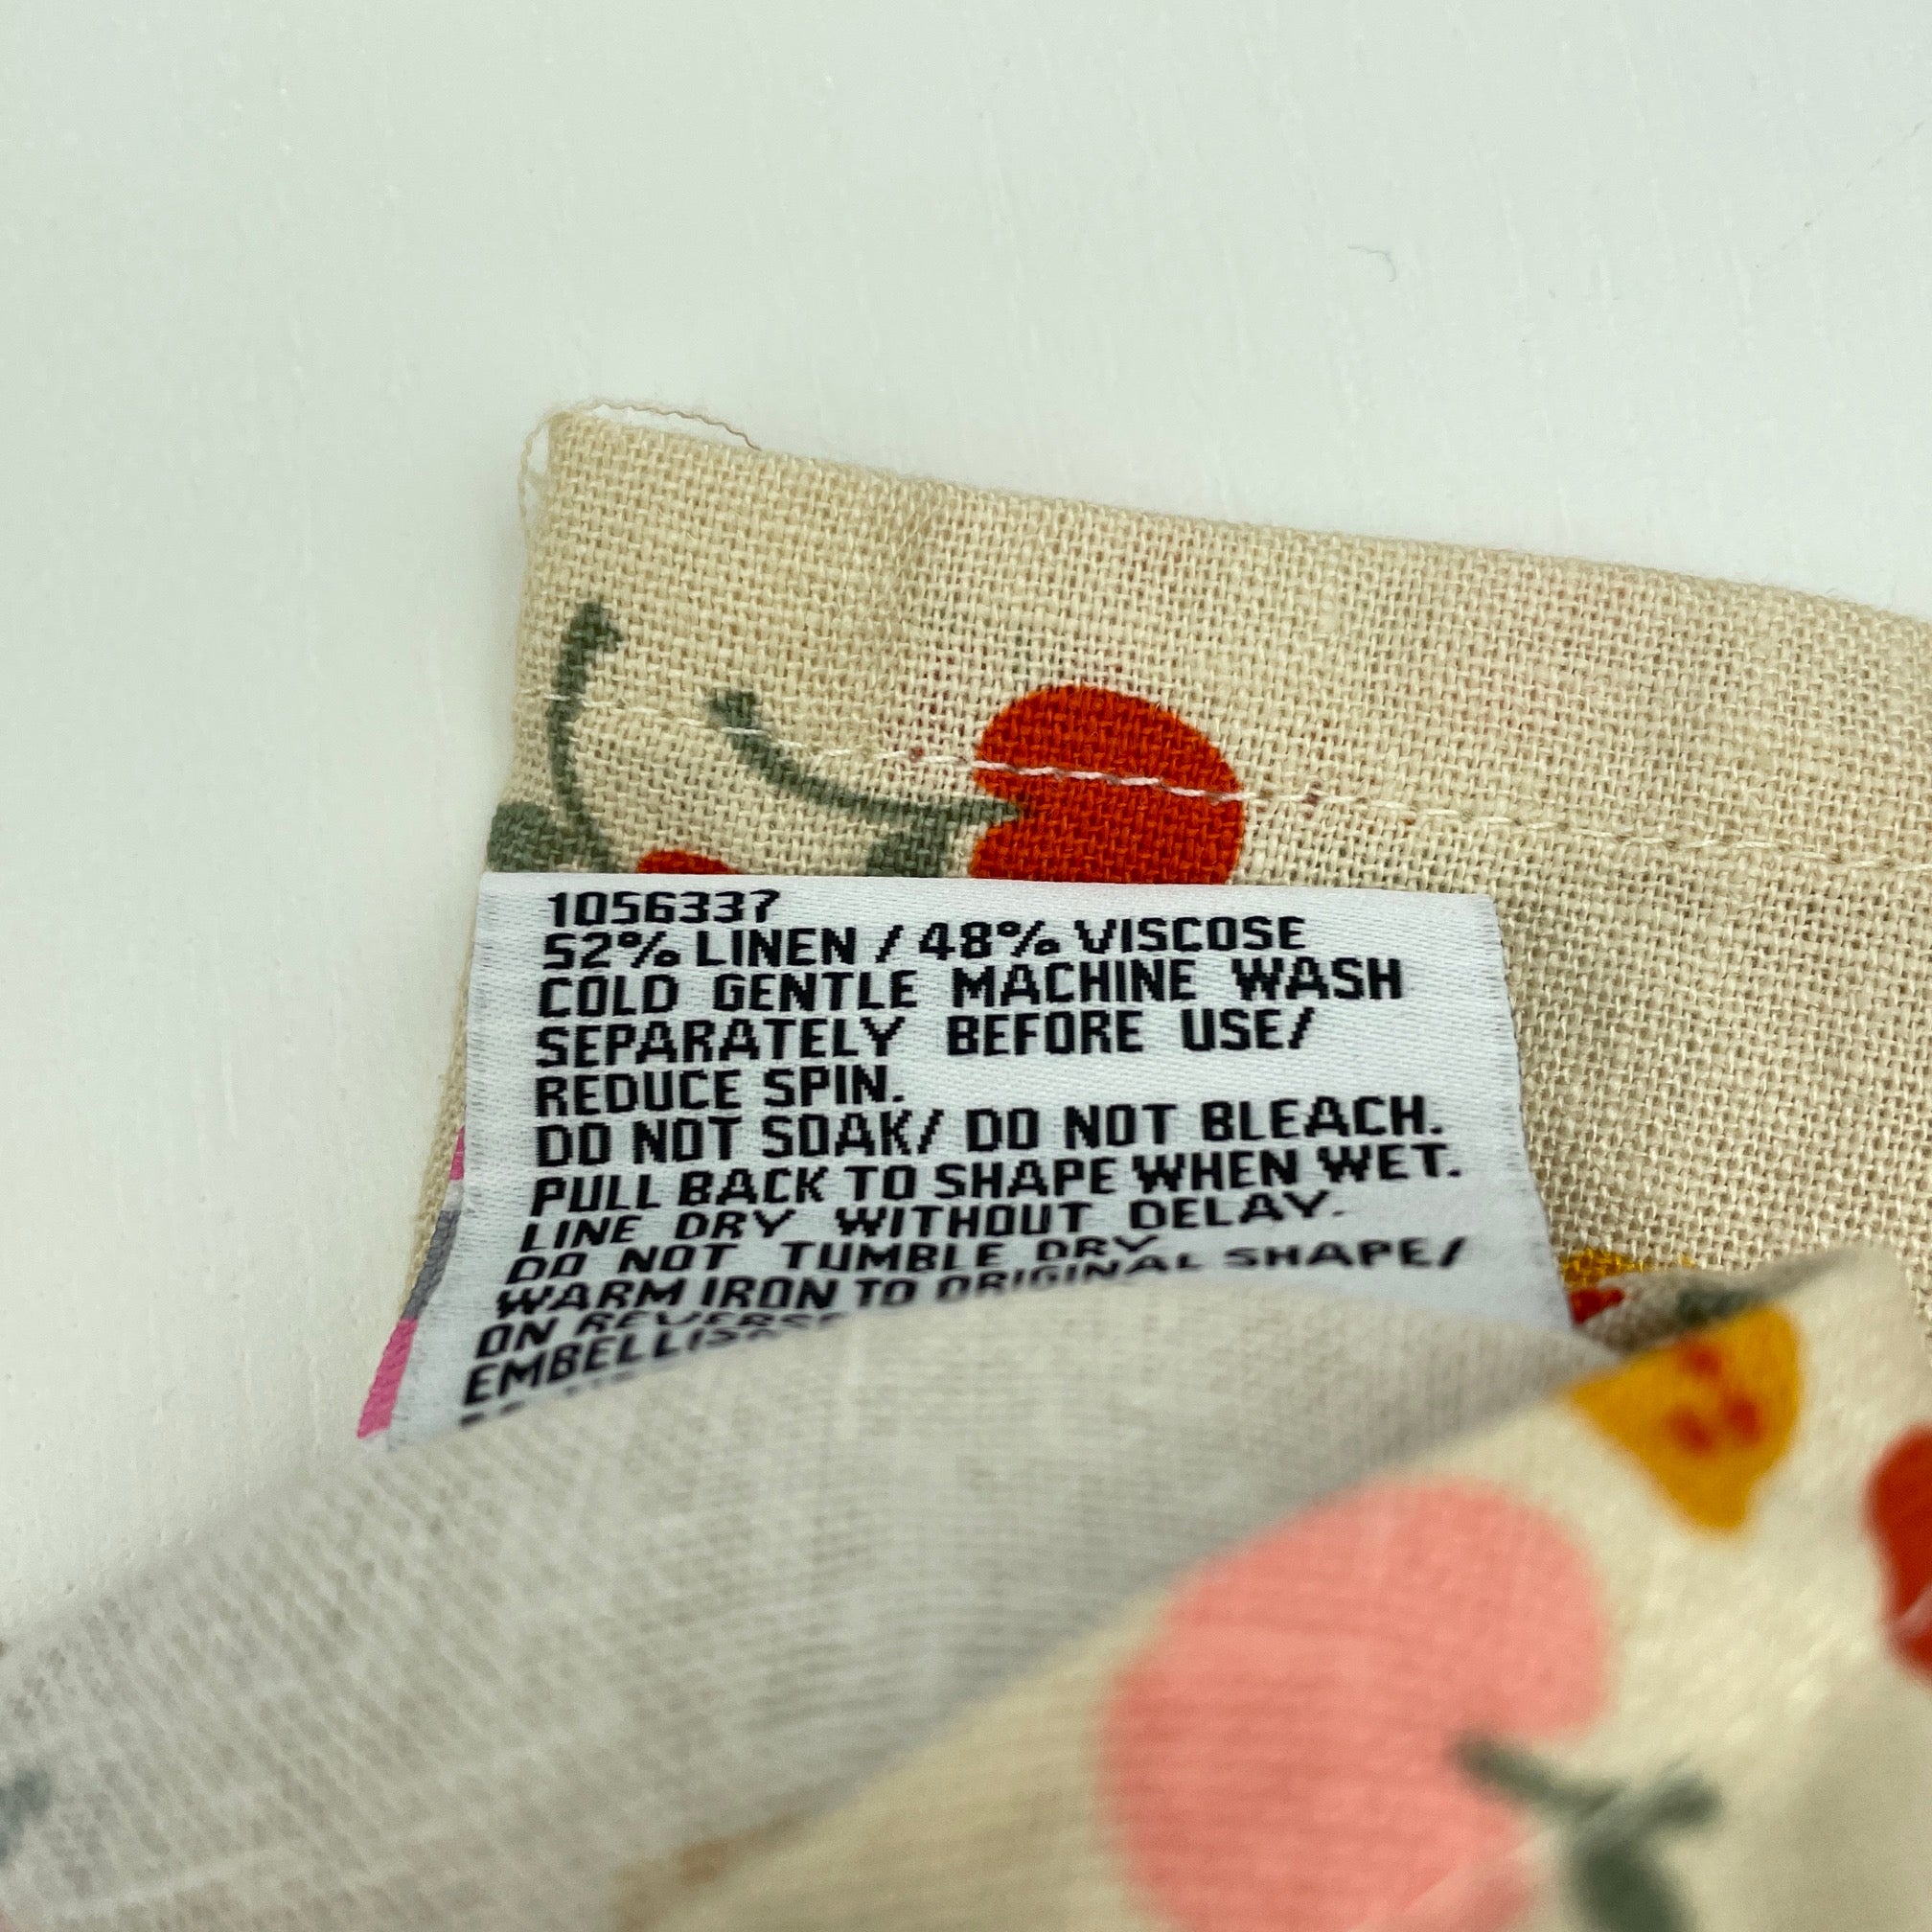 1056337
52% LINEN / 48% VISCOSE
COLD GENTLE MACHINE WASH
SEPARATELY BEFORE USE/
REDUCE SPIN.
DO NOT SOAK/ DO NOT BLEACH.
PULL BACK TO SHAPE WHEN WET.
LINE DRY WITHOUT DELAY.
DO NOT TUMBLE DRY
WARM IRON TO ORIGINAL SHAPE/
ON REVERSE